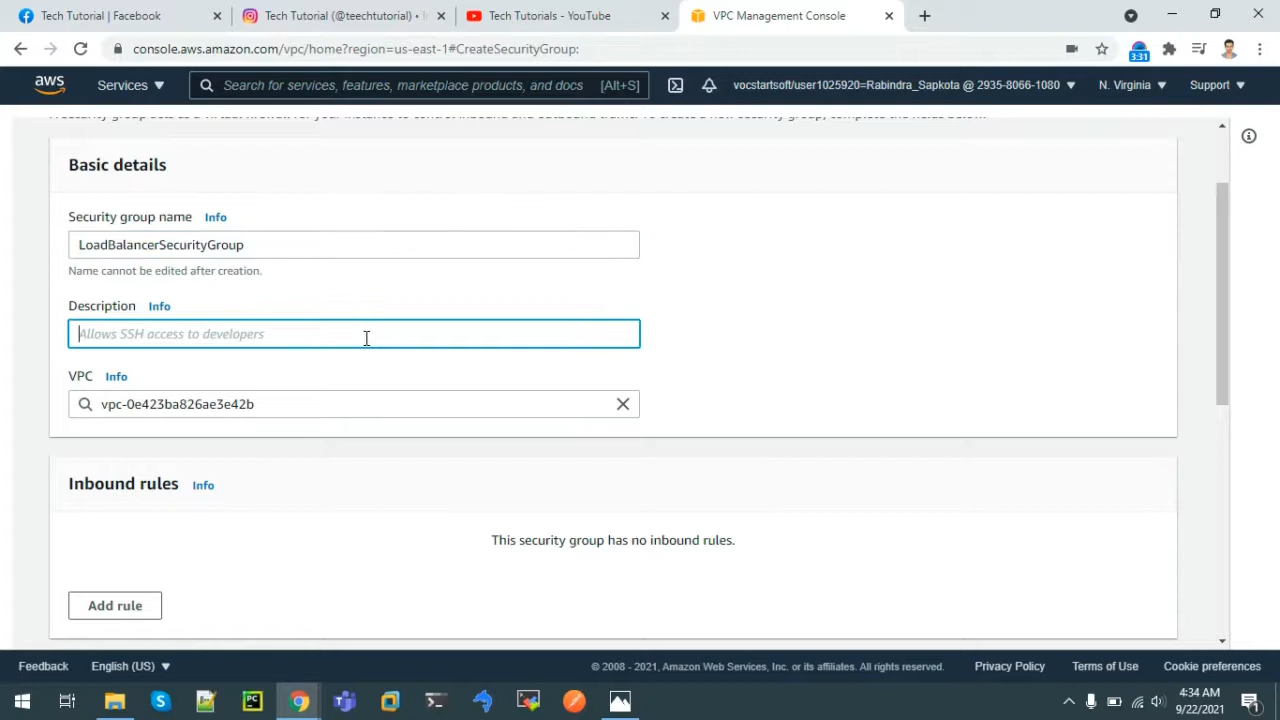 Tech Tutorial | Facebook
Tech Tutorial (@teechtutorial) • In
Tech Tutorials - YouTube
VPC Management Console
console.aws.amazon.com/vpc/home?region=us-east-1#CreateSecurityGroup:
3:31
aws
Services
Search for services, features, marketplace products, and docs [Alt+S]
vocstartsoft/user1025920=Rabindra_Sapkota @ 2935-8066-1080
N. Virginia
Support
Basic details
Security group name Info
LoadBalancerSecurityGroup
Name cannot be edited after creation.
Description Info
Allows SSH access to developers
VPC Info
vpc-0e423ba826ae3e42b
Inbound rules Info
This security group has no inbound rules.
Add rule
Feedback
English (US)
© 2008 - 2021, Amazon Web Services, Inc. or its affiliates. All rights reserved.
Privacy Policy
Terms of Use
Cookie preferences
4:34 AM
9/22/2021